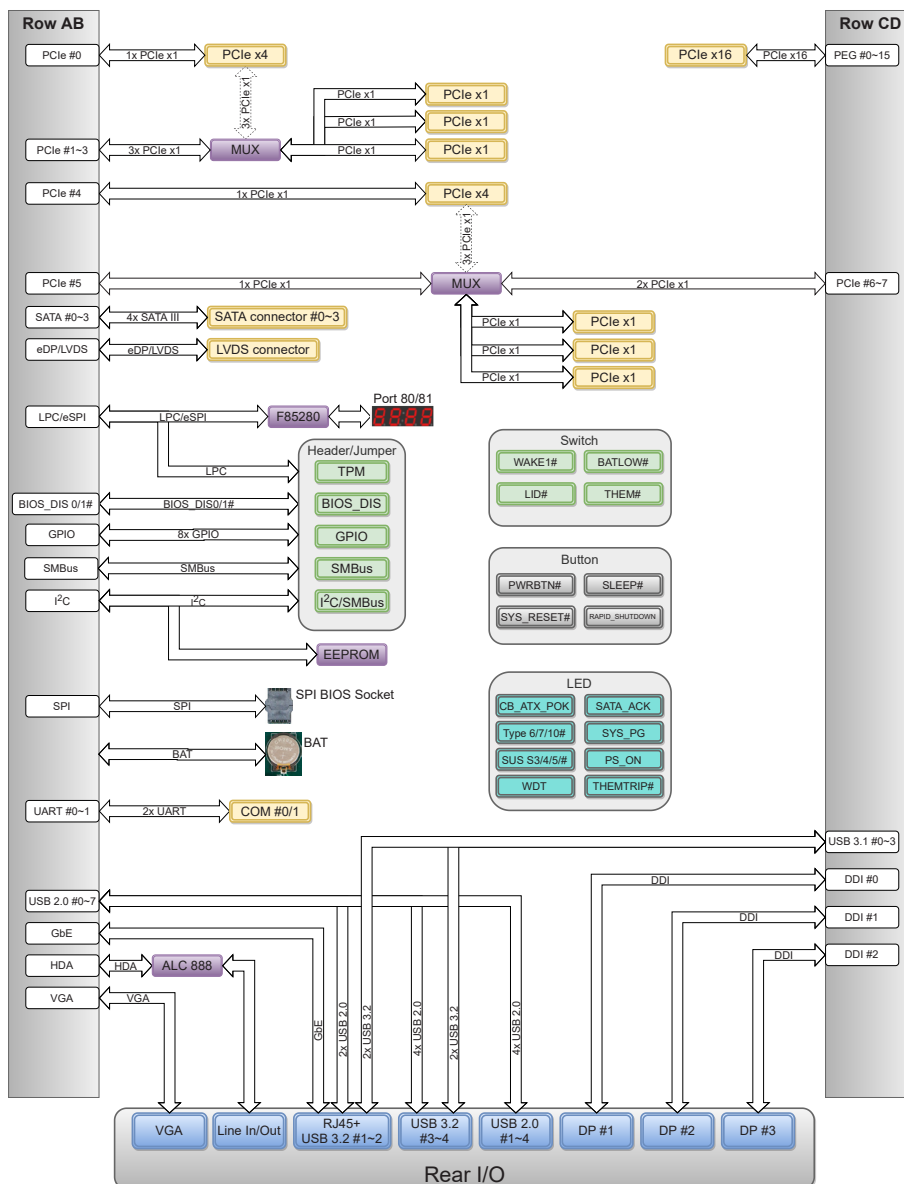 Row AB
Row CD
PCIe #0
1x PCIe x1
PCIe x4
PCIe x16
PCIe x16
PEG #0~15
3x PCIe x1
PCIe x1
PCIe x1
PCIe x1
PCIe x1
PCIe #1~3
3x PCIe x1
MUX
PCIe x1
PCIe x1
PCIe #4
1x PCIe x1
PCIe x4
3x PCIe x1
PCIe #5
1x PCIe x1
MUX
2x PCIe x1
PCIe #6~7
SATA #0~3
4x SATA III
SATA connector #0~3
PCIe x1
PCIe x1
eDP/LVDS
eDP/LVDS
LVDS connector
PCIe x1
PCIe x1
PCIe x1
PCIe x1
Port 80/81
LPC/eSPI
LPC/eSPI
F85280
88:88
Header/Jumper
LPC
TPM
BIOS_DIS 0/1#
BIOS_DIS0/1#
BIOS_DIS
GPIO
8x GPIO
GPIO
SMBus
SMBus
SMBus
I²C
I²C
I²C/SMBus
EEPROM
Switch
WAKE1#
BATLOW#
LID#
THEM#
Button
PWRBTN#
SLEEP#
SYS_RESET#
RAPID_SHUTDOWN
LED
CB_ATX_POK
SATA_ACK
Type 6/7/10#
SYS_PG
SUS S3/4/5/#
PS_ON
WDT
THEMTRIP#
SPI BIOS Socket
SPI
SPI
BAT
BAT
UART #0~1
2x UART
COM #0/1
USB 3.1 #0~3
DDI
DDI #0
USB 2.0 #0~7
DDI
DDI #1
GbE
DDI
DDI #2
HDA
HDA
ALC 888
VGA
VGA
GbE
2x USB 2.0
2x USB 3.2
4x USB 2.0
2x USB 3.2
4x USB 2.0
VGA
Line In/Out
RJ45+
USB 3.2 #1~2
USB 3.2
#3~4
USB 2.0
#1~4
DP #1
DP #2
DP #3
Rear I/O